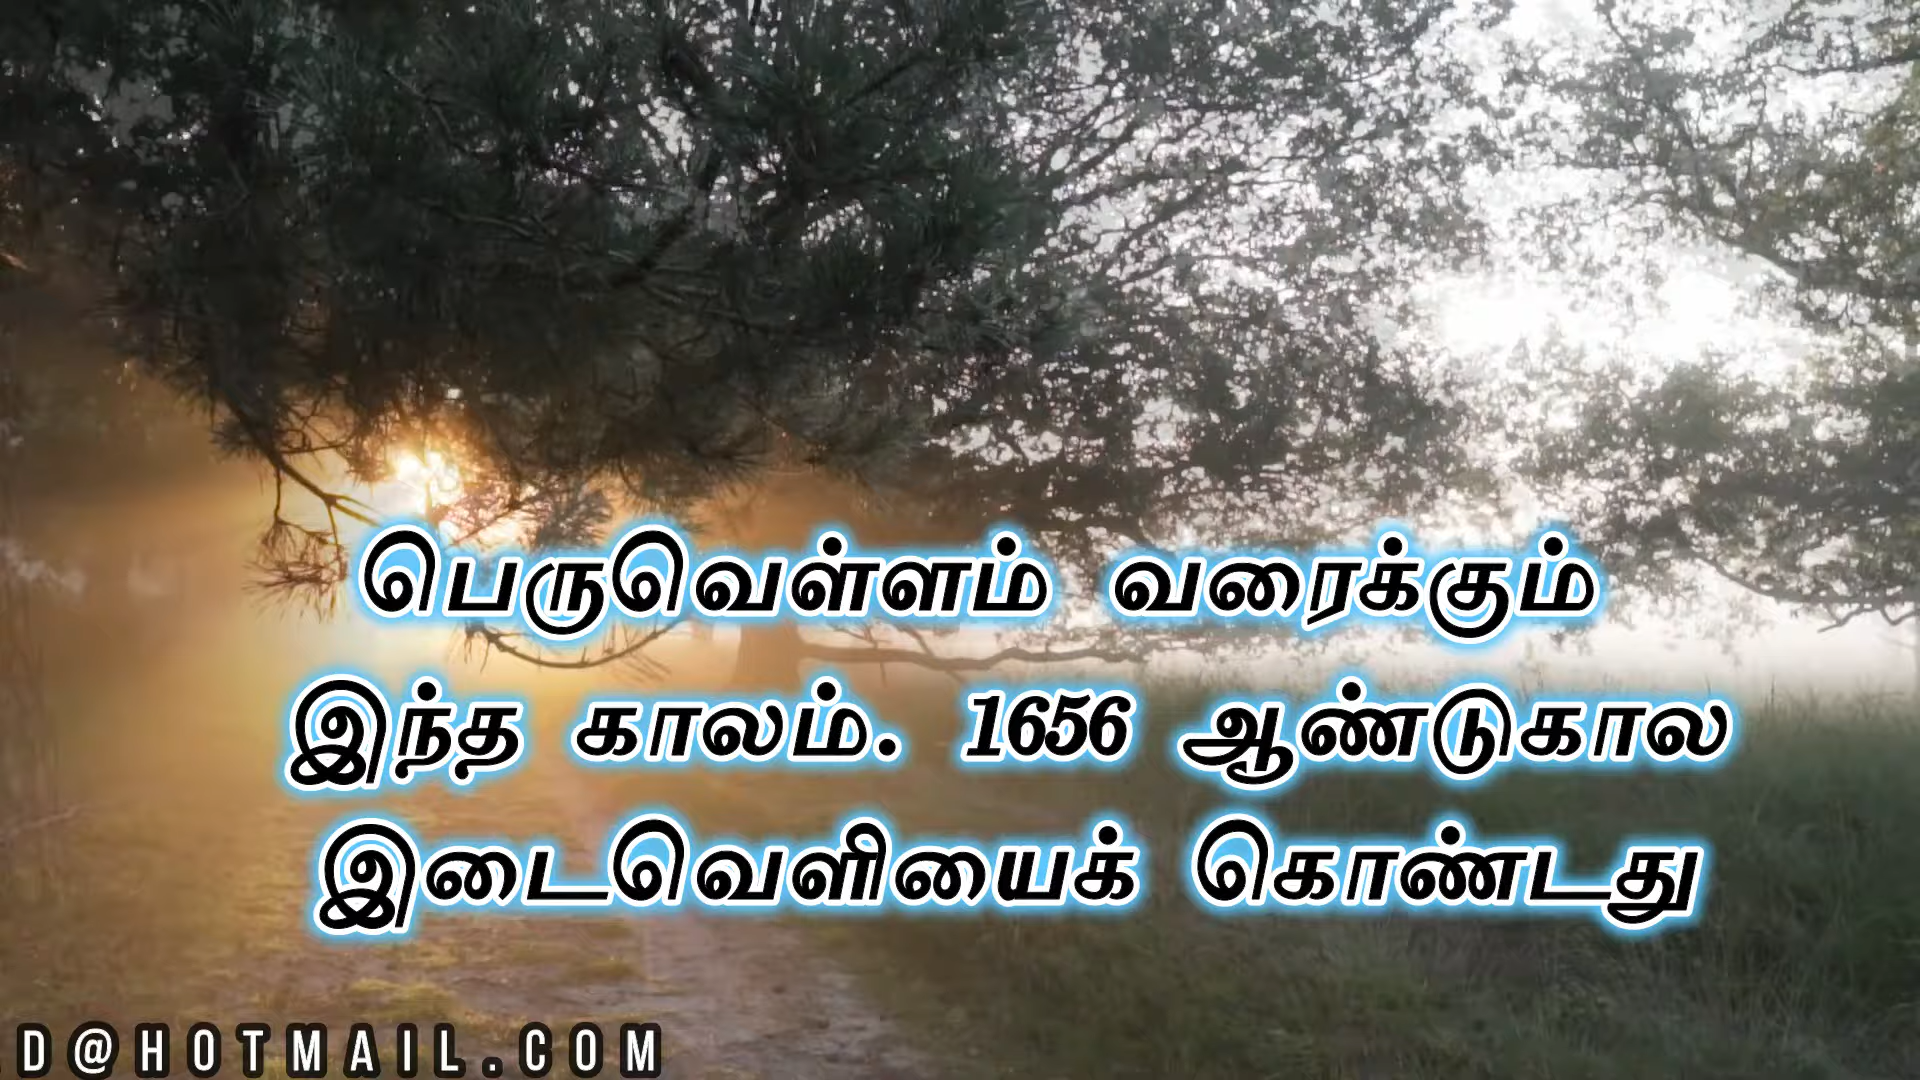 பெருவெள்ளம் வரைக்கும்
இந்த காலம். 1656 ஆண்டுகால
இடைவெளியைக் கொண்டது
D@HOTMAIL.COM